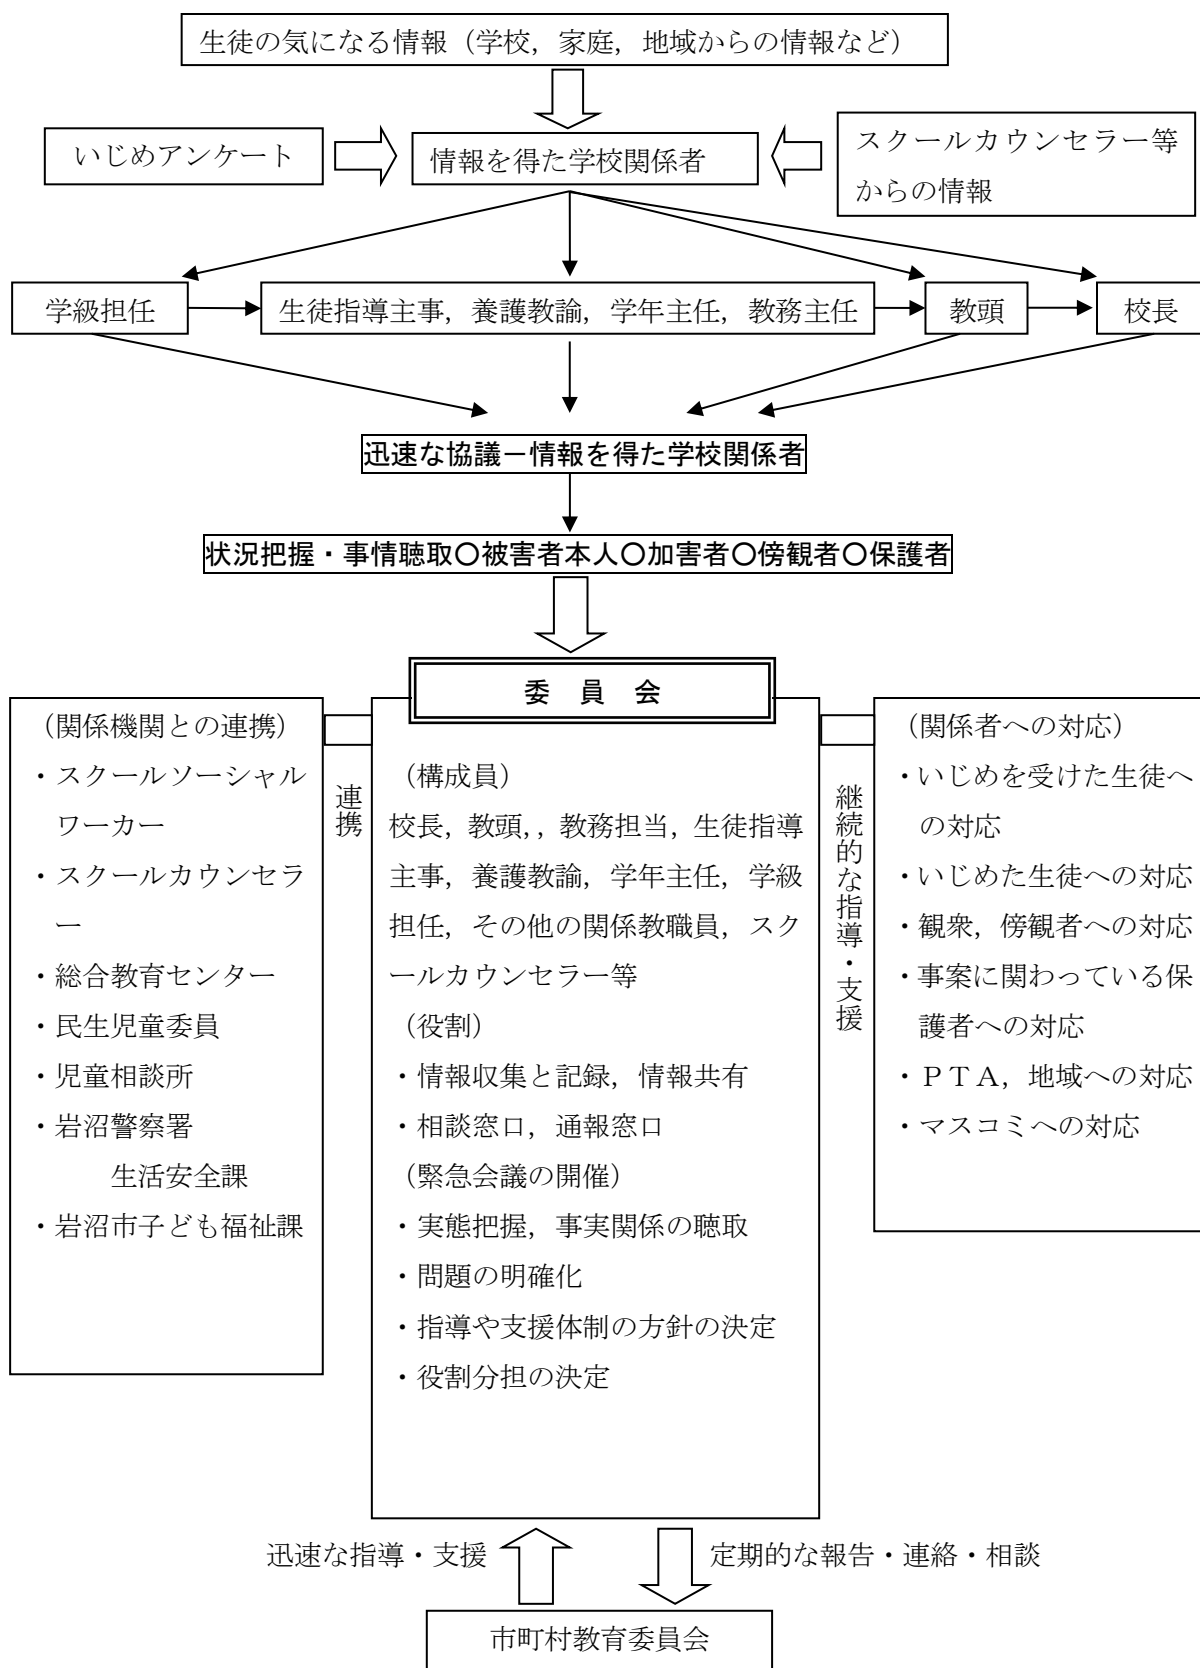 生徒の気になる情報（学校，家庭，地域からの情報など）
いじめアンケート
情報を得た学校関係者
スクールカウンセラー等
からの情報
学級担任
生徒指導主事，養護教諭，学年主任，教務主任
教頭
校長
迅速な協議－情報を得た学校関係者
状況把握・事情聴取〇被害者本人〇加害者〇傍観者〇保護者
委　員　会
（関係機関との連携）
・スクールソーシャル
ワーカー
・スクールカウンセラ
ー
・総合教育センター
・民生児童委員
・児童相談所
・岩沼警察署
生活安全課
・岩沼市子ども福祉課
連携
（構成員）
校長，教頭，，教務担当，生徒指導
主事，養護教諭，学年主任，学級
担任，その他の関係教職員，スク
ールカウンセラー等
（役割）
・情報収集と記録，情報共有
・相談窓口，通報窓口
（緊急会議の開催）
・実態把握，事実関係の聴取
・問題の明確化
・指導や支援体制の方針の決定
・役割分担の決定
継続的な指導・支援
（関係者への対応）
・いじめを受けた生徒へ
の対応
・いじめた生徒への対応
・観衆，傍観者への対応
・事案に関わっている保
護者への対応
・ＰＴＡ，地域への対応
・マスコミへの対応
迅速な指導・支援
定期的な報告・連絡・相談
市町村教育委員会